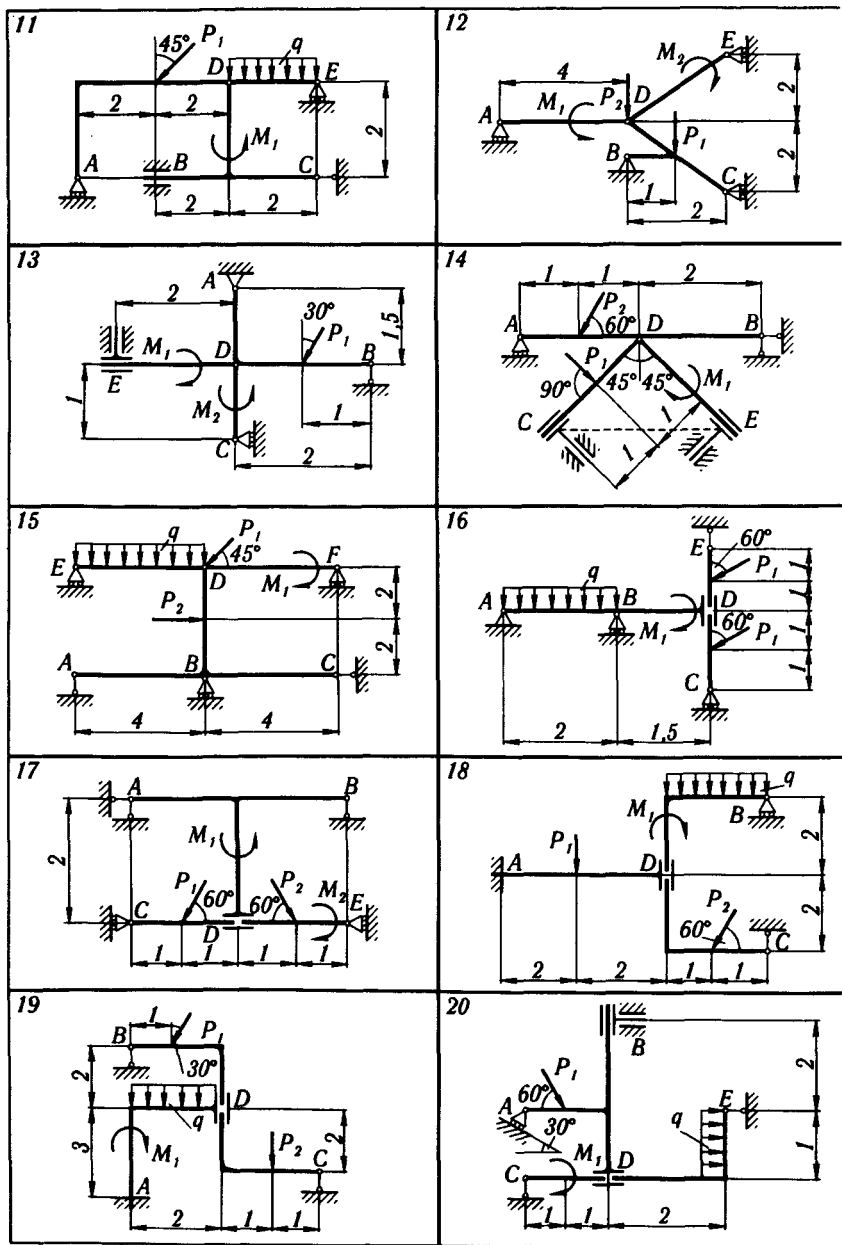 11
45° P₁
D q E
2 2
M₁
2
A B C
2 2
12
E
4 M₂
A M₁ P₂ D
2
P₁
B 2
1 C
2
13
A
2 30° 1,5
M₁ D P₁ B
E
1 M₂ 1
C 2
14
1 1 2
A P₂ 60° D B
P₁
90° 45° 45° M₁
C 1 E
1
15
q P₁
45°
E D M₁ F
P₂ 2
2
A B C
4 4
16
E 60°
P₁ 1
q
A B D 1
M₁ 60° 1
P₁
C 1
2 1,5
17
A B
2 M₁
P₁ 60° 60° P₂ M₂ E
C D
1 1 1 1
18
q
M₁ B
P₁ 2
A D
P₂ 2
60° C
2 2 1 1
19
1
B P₁
30°
2
D
q
3 M₁ P₂ 2
C
A
2 1 1
20
B
P₁ 2
60°
A E
30°
M₁ q 1
C D
1 1 2